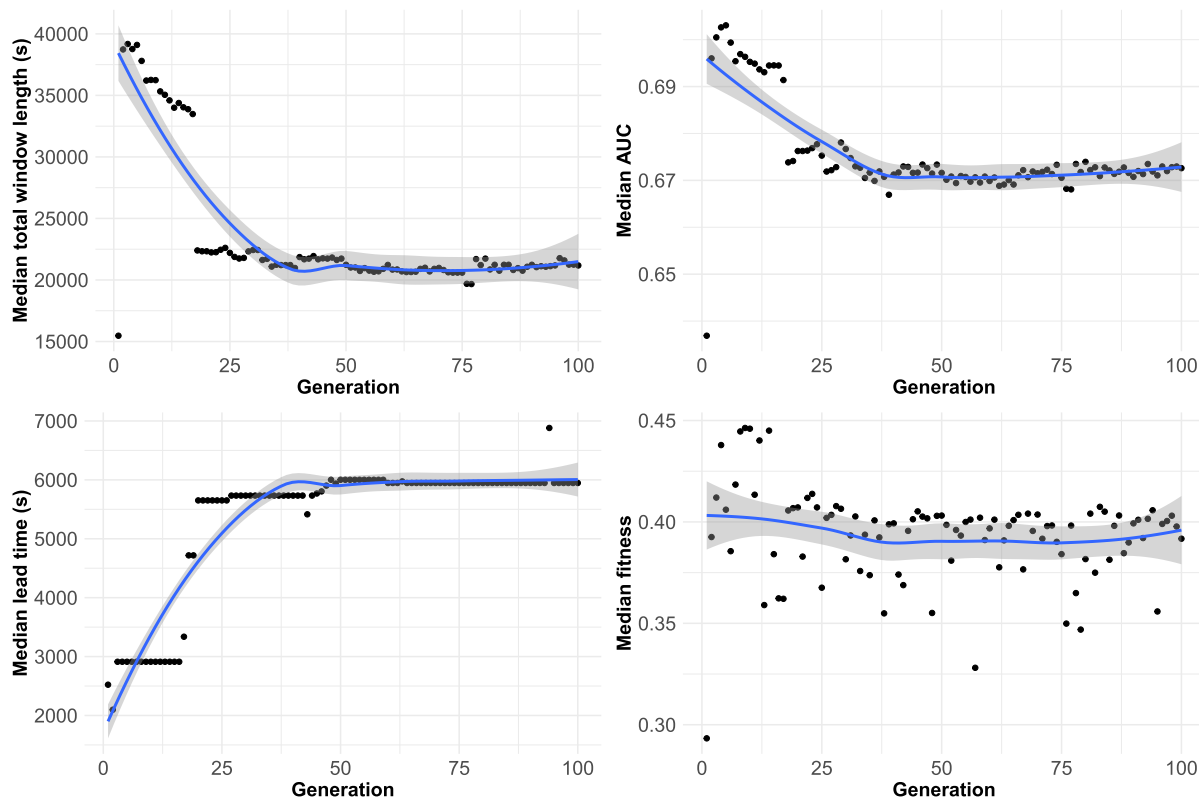 Median total window length (s)
40000
35000
30000
25000
20000
15000
0 25 50 75 100
Generation
Median AUC
0.69
0.67
0.65
0 25 50 75 100
Generation
Median lead time (s)
7000
6000
5000
4000
3000
2000
0 25 50 75 100
Generation
Median fitness
0.45
0.40
0.35
0.30
0 25 50 75 100
Generation